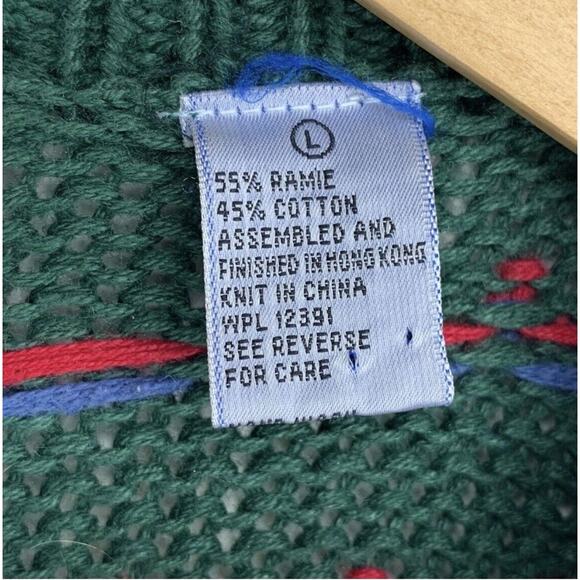 L
55% RAMIE
45% COTTON
ASSEMBLED AND
FINISHED IN HONG KONG
KNIT IN CHINA
WPL 12391
SEE REVERSE
FOR CARE